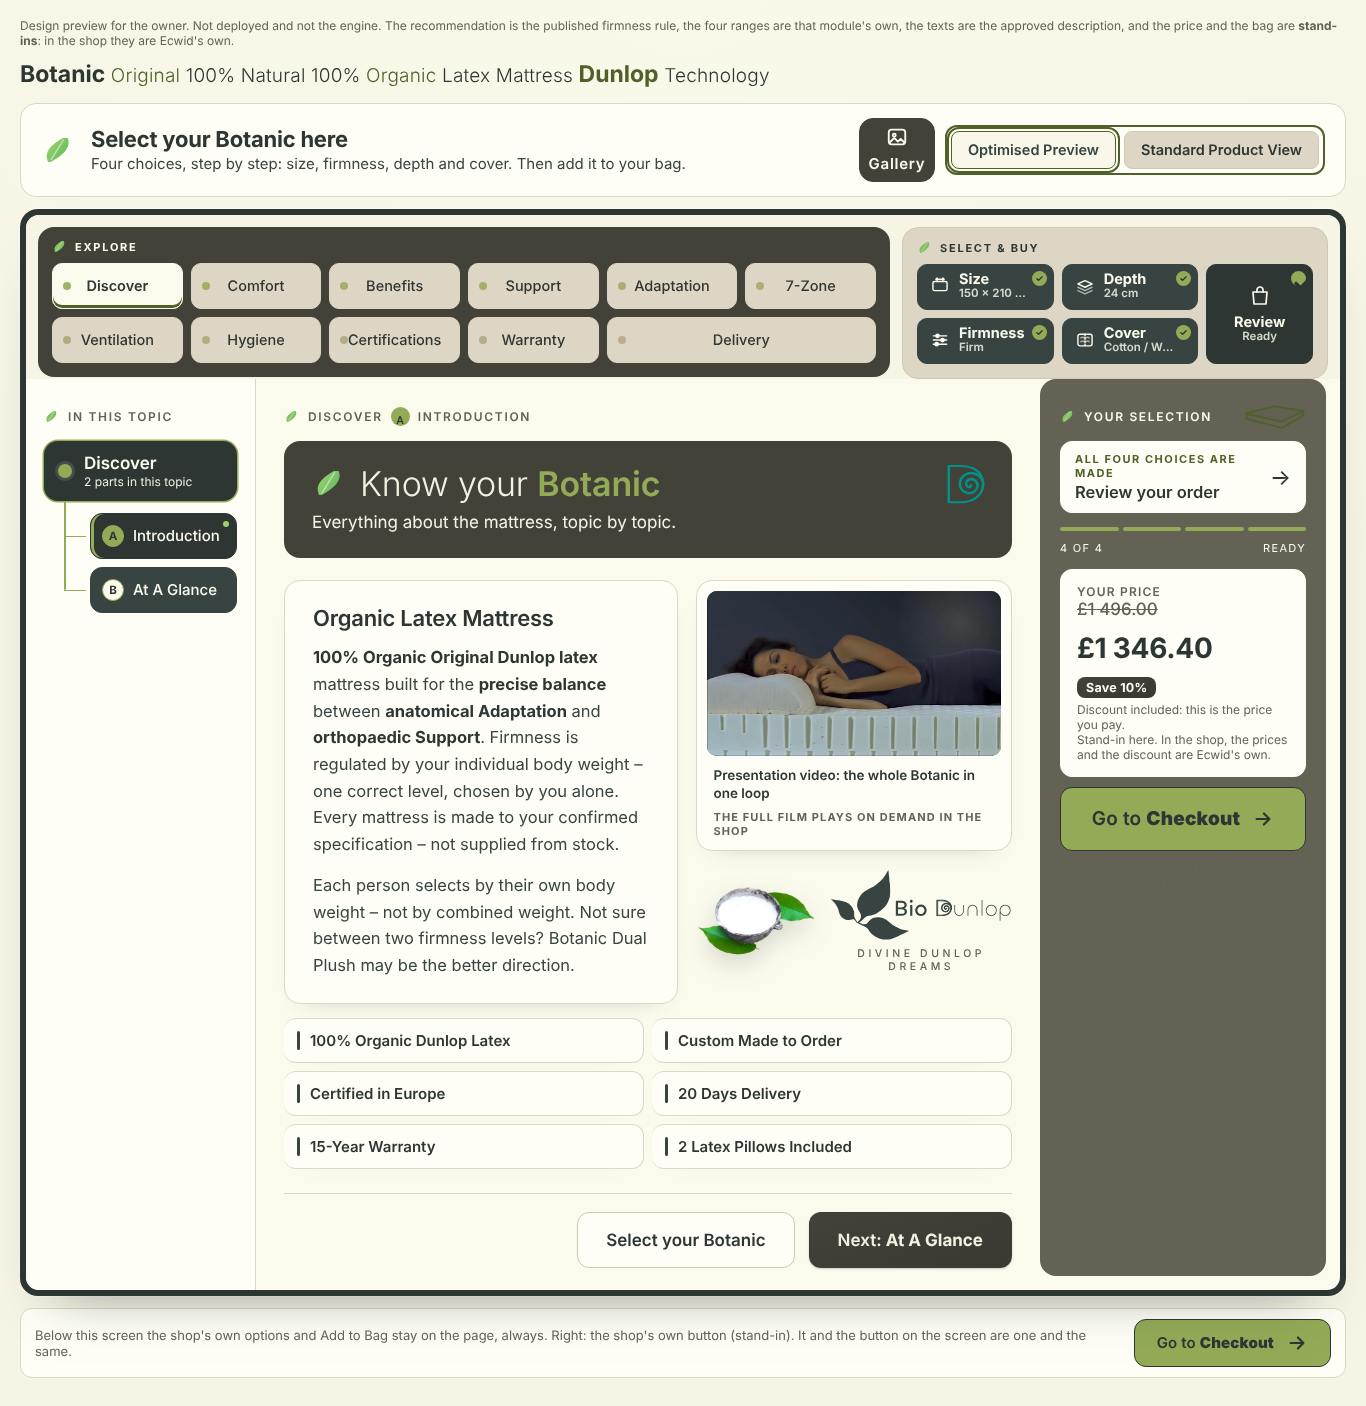 Design preview for the owner. Not deployed and not the engine. The recommendation is the published firmness rule, the four ranges are that module's own, the texts are the approved description, and the price and the bag are stand-
ins: in the shop they are Ecwid's own.
Botanic Original 100% Natural 100% Organic Latex Mattress Dunlop Technology
Select your Botanic here
Four choices, step by step: size, firmness, depth and cover. Then add it to your bag.
Gallery
Optimised Preview
Standard Product View
EXPLORE
Discover
Comfort
Benefits
Support
Adaptation
7-Zone
Ventilation
Hygiene
Certifications
Warranty
Delivery
SELECT & BUY
Size
150 × 210 ...
Depth
24 cm
Firmness
Firm
Cover
Cotton / W...
Review
Ready
IN THIS TOPIC
Discover
2 parts in this topic
A Introduction
B At A Glance
DISCOVER A INTRODUCTION
Know your Botanic
Everything about the mattress, topic by topic.
Organic Latex Mattress
100% Organic Original Dunlop latex
mattress built for the precise balance
between anatomical Adaptation and
orthopaedic Support. Firmness is
regulated by your individual body weight –
one correct level, chosen by you alone.
Every mattress is made to your confirmed
specification – not supplied from stock.
Each person selects by their own body
weight – not by combined weight. Not sure
between two firmness levels? Botanic Dual
Plush may be the better direction.
Presentation video: the whole Botanic in
one loop
THE FULL FILM PLAYS ON DEMAND IN THE
SHOP
Bio Dunlop
DIVINE DUNLOP
DREAMS
100% Organic Dunlop Latex
Custom Made to Order
Certified in Europe
20 Days Delivery
15-Year Warranty
2 Latex Pillows Included
Select your Botanic
Next: At A Glance
YOUR SELECTION
ALL FOUR CHOICES ARE
MADE
Review your order
4 OF 4
READY
YOUR PRICE
£1 496.00
£1 346.40
Save 10%
Discount included: this is the price
you pay.
Stand-in here. In the shop, the prices
and the discount are Ecwid's own.
Go to Checkout
Below this screen the shop's own options and Add to Bag stay on the page, always. Right: the shop's own button (stand-in). It and the button on the screen are one and the
same.
Go to Checkout